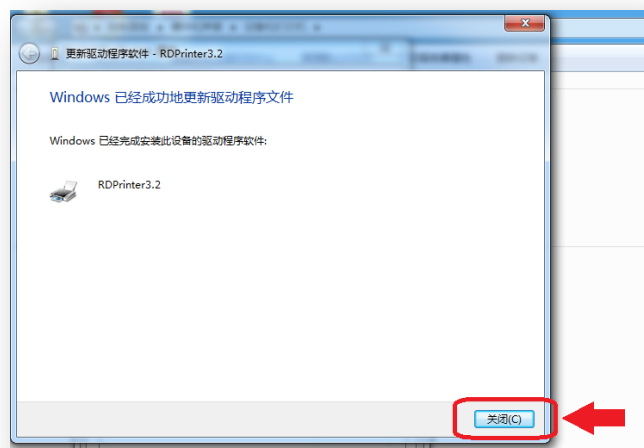 更新驱动程序软件 - RDPrinter3.2
Windows 已经成功地更新驱动程序文件
Windows 已经完成安装此设备的驱动程序软件:
RDPrinter3.2
关闭(C)